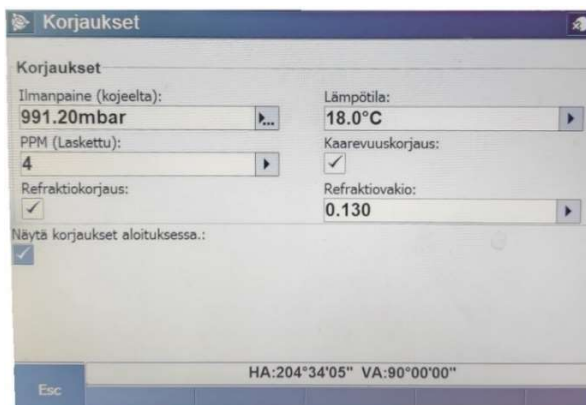 Korjaukset
Korjaukset
Ilmanpaine (kojeelta): Lämpötila:
991.20mbar 18.0°C
PPM (Laskettu): Kaarevuuskorjaus:
4
Refraktiokorjaus: Refraktiovakio:
0.130
Näytä korjaukset aloituksessa.:
HA:204°34'05" VA:90°00'00"
Esc